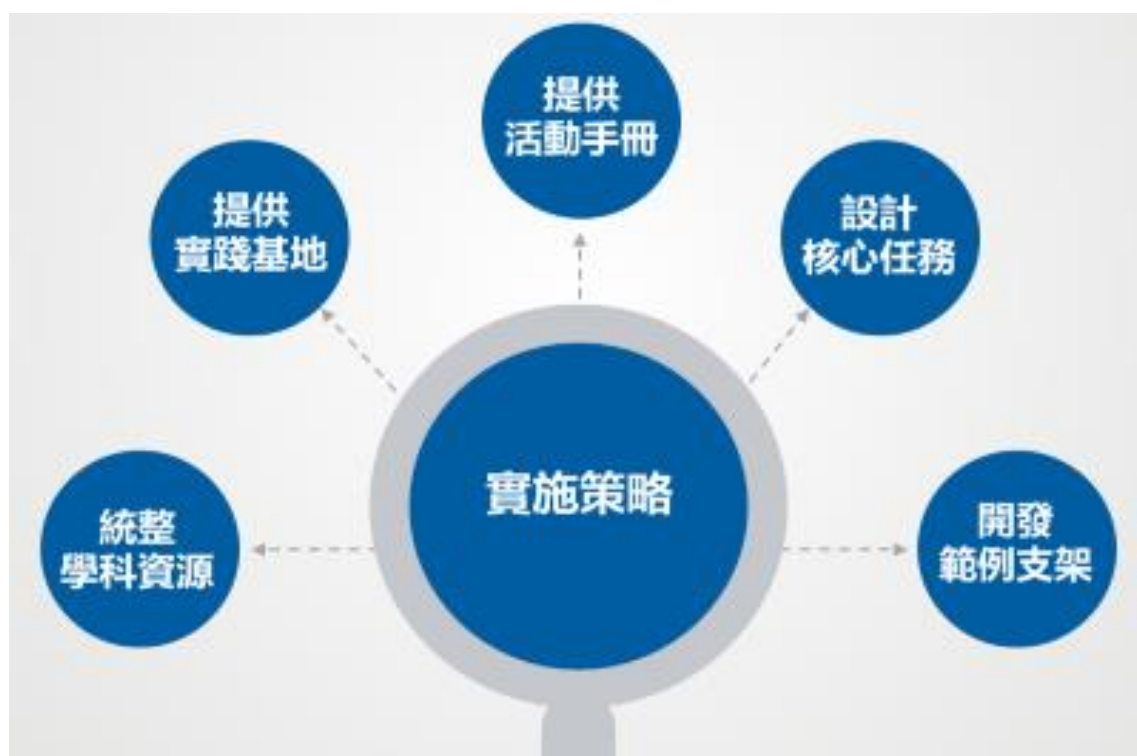 提供
活動手冊
提供
實踐基地
設計
核心任務
實施策略
統整
學科資源
開發
範例支架